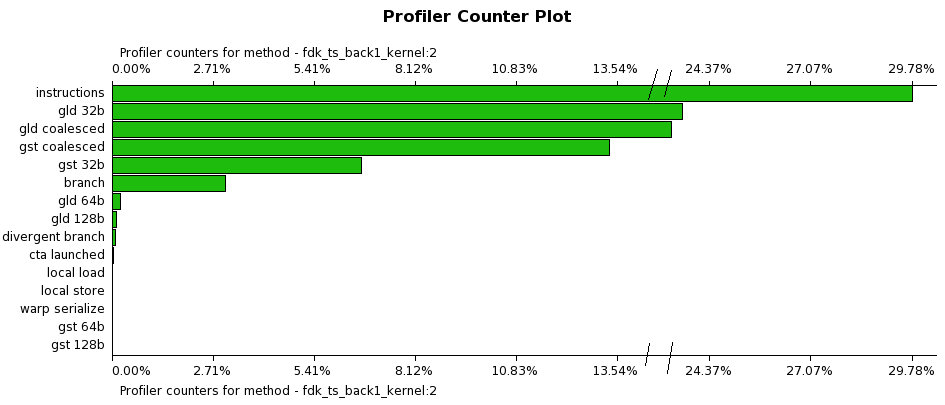 Profiler Counter Plot
Profiler counters for method - fdk_ts_back1_kernel:2
0.00% 2.71% 5.41% 8.12% 10.83% 13.54% 24.37% 27.07% 29.78%
instructions
gld 32b
gld coalesced
gst coalesced
gst 32b
branch
gld 64b
gld 128b
divergent branch
cta launched
local load
local store
warp serialize
gst 64b
gst 128b
0.00% 2.71% 5.41% 8.12% 10.83% 13.54% 24.37% 27.07% 29.78%
Profiler counters for method - fdk_ts_back1_kernel:2